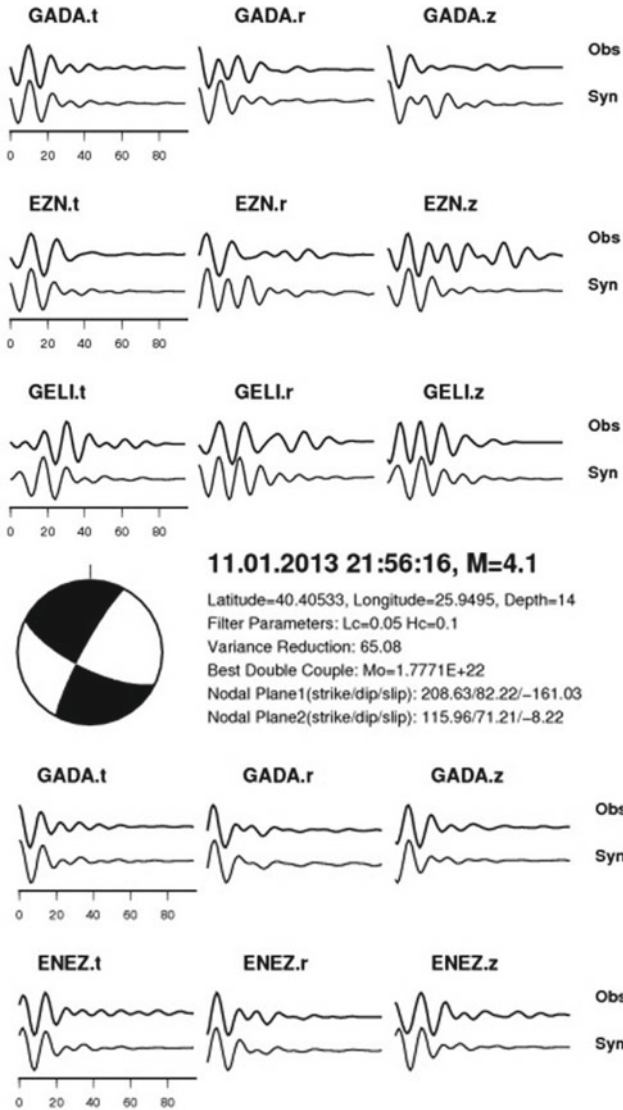 GADA.t GADA.r GADA.z
Obs
Syn
0 20 40 60 80
EZN.t EZN.r EZN.z
Obs
Syn
0 20 40 60 80
GELI.t GELI.r GELI.z
Obs
Syn
0 20 40 60 80
11.01.2013 21:56:16, M=4.1
Latitude=40.40533, Longitude=25.9495, Depth=14
Filter Parameters: Lc=0.05 Hc=0.1
Variance Reduction: 65.08
Best Double Couple: Mo=1.7771E+22
Nodal Plane1(strike/dip/slip): 208.63/82.22/−161.03
Nodal Plane2(strike/dip/slip): 115.96/71.21/−8.22
GADA.t GADA.r GADA.z
Obs
Syn
0 20 40 60 80
ENEZ.t ENEZ.r ENEZ.z
Obs
Syn
0 20 40 60 80